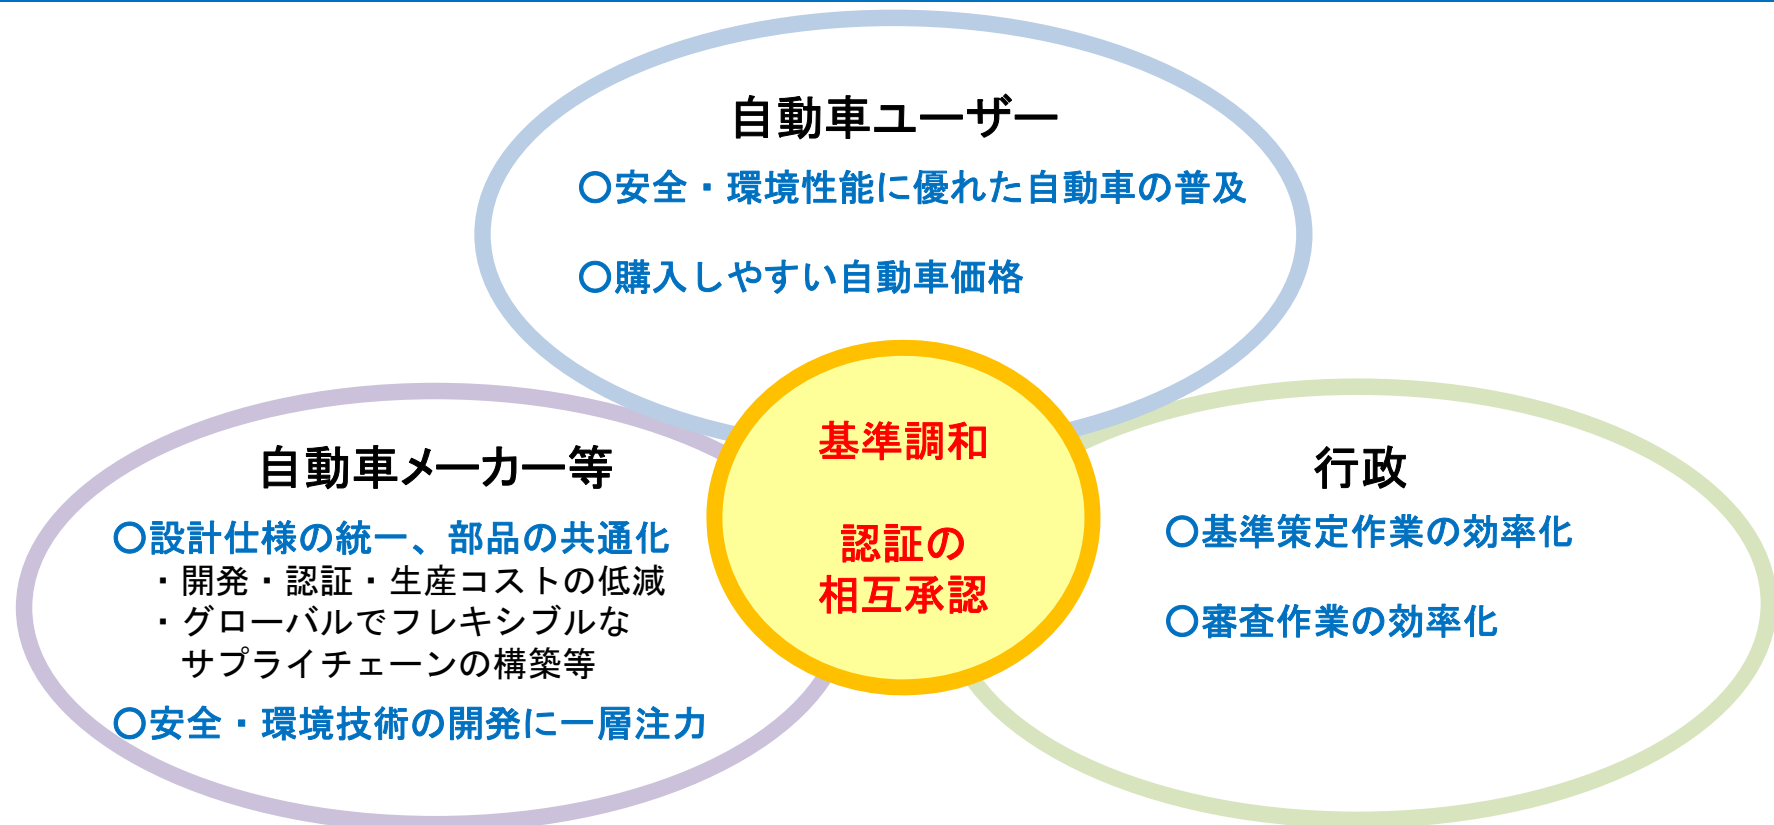 自動車ユーザー
○安全・環境性能に優れた自動車の普及
○購入しやすい自動車価格
基準調和
認証の
相互承認
自動車メーカー等
○設計仕様の統一、部品の共通化
・開発・認証・生産コストの低減
・グローバルでフレキシブルな
サプライチェーンの構築等
○安全・環境技術の開発に一層注力
行政
○基準策定作業の効率化
○審査作業の効率化